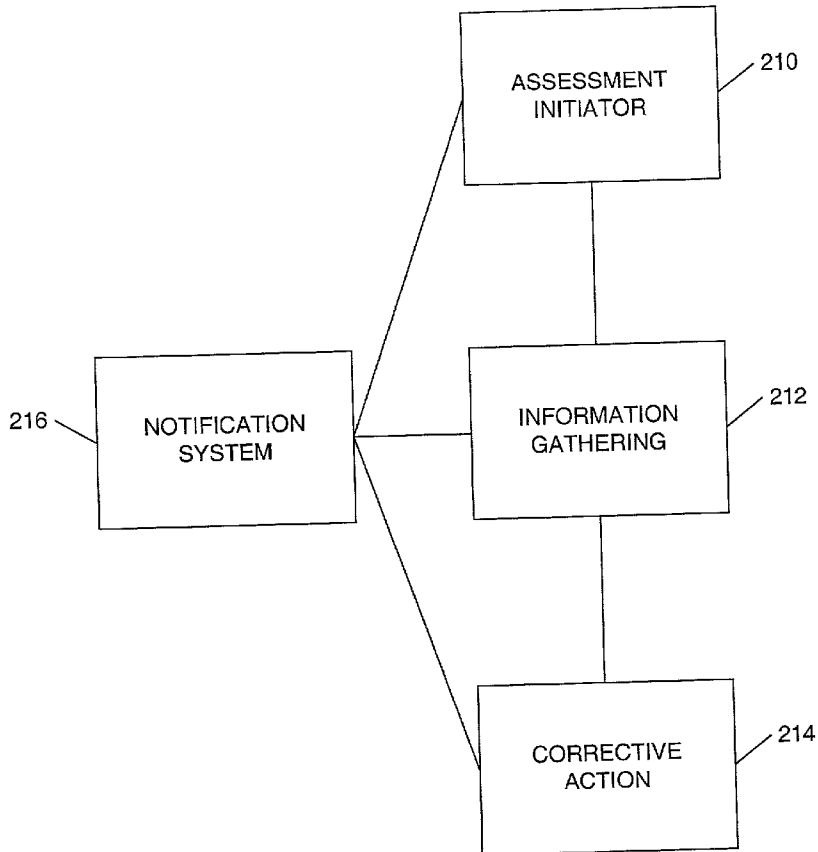 ASSESSMENT
INITIATOR
210
INFORMATION
GATHERING
212
NOTIFICATION
SYSTEM
216
CORRECTIVE
ACTION
214